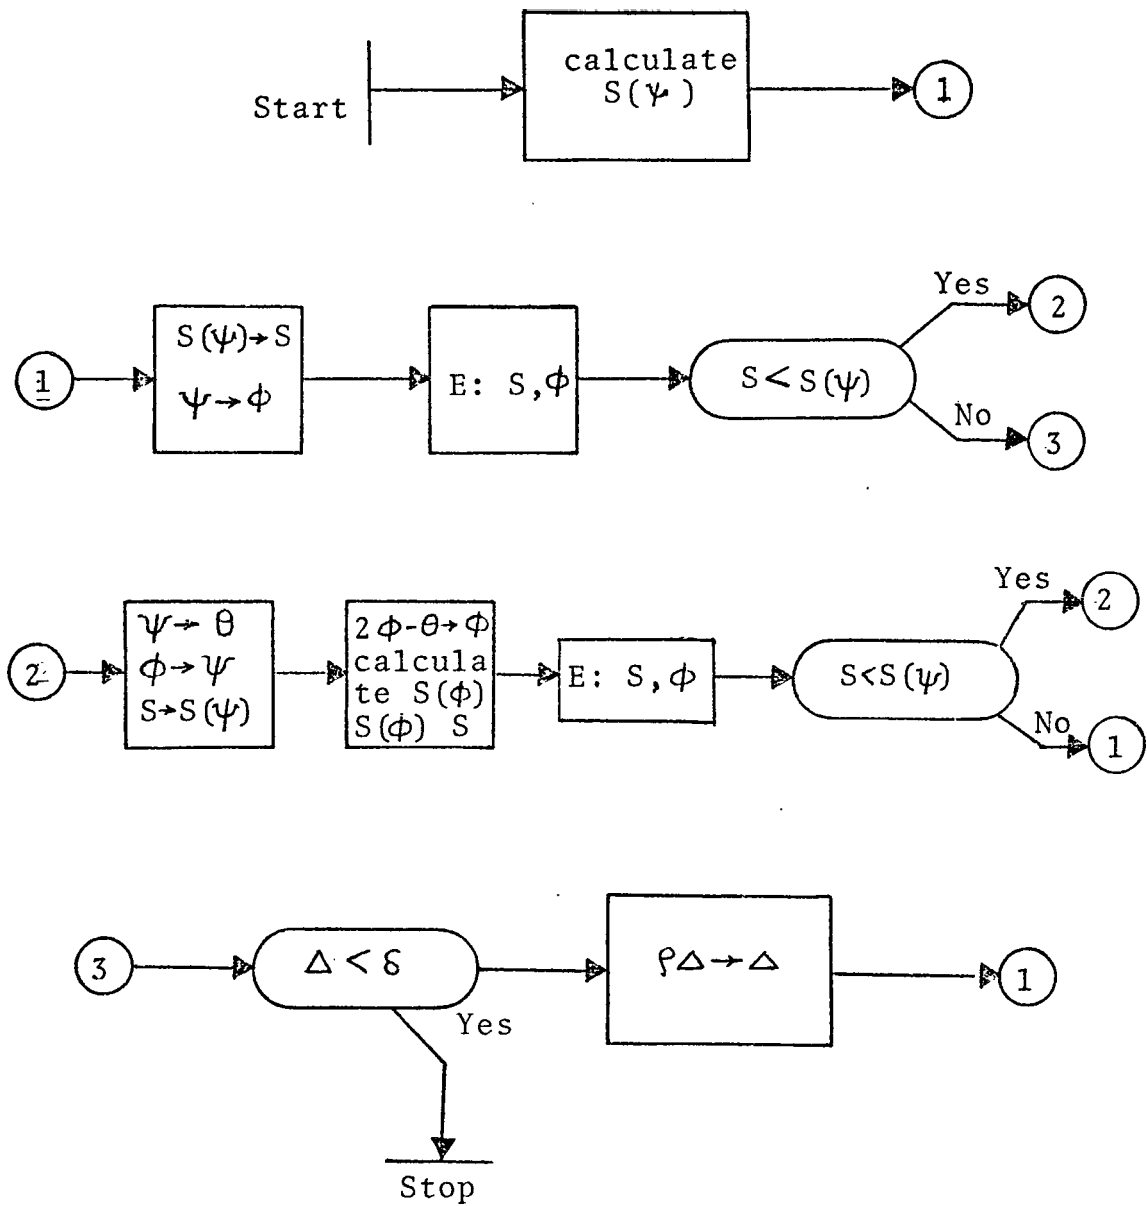 calculate
S(ψ)
Start
1
Yes
2
S(ψ)→S
ψ→ϕ
1
E: S,ϕ
S<S(ψ)
No
3
Yes
2
ψ→θ
ϕ→ψ
S→S(ψ)
2
2ϕ-θ→ϕ
calcula
te S(ϕ)
S(ϕ) S
E: S,ϕ
S<S(ψ)
No
1
3
Δ<δ
Yes
ρΔ→Δ
1
Stop